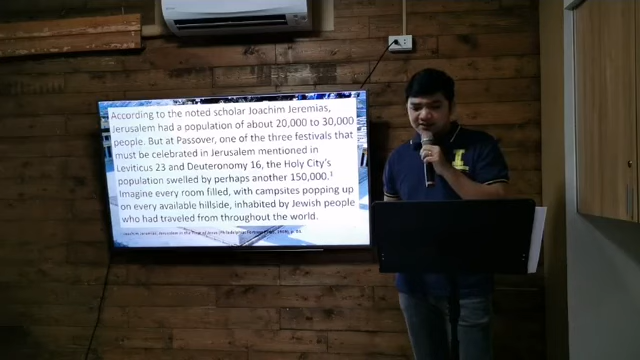 According to the noted scholar Joachim Jeremias,
Jerusalem had a population of about 20,000 to 30,000
people. But at Passover, one of the three festivals that
must be celebrated in Jerusalem mentioned in
Leviticus 23 and Deuteronomy 16, the Holy City's
population swelled by perhaps another 150,000.¹
Imagine every room filled, with campsites popping up
on every available hillside, inhabited by Jewish people
who had traveled from throughout the world.